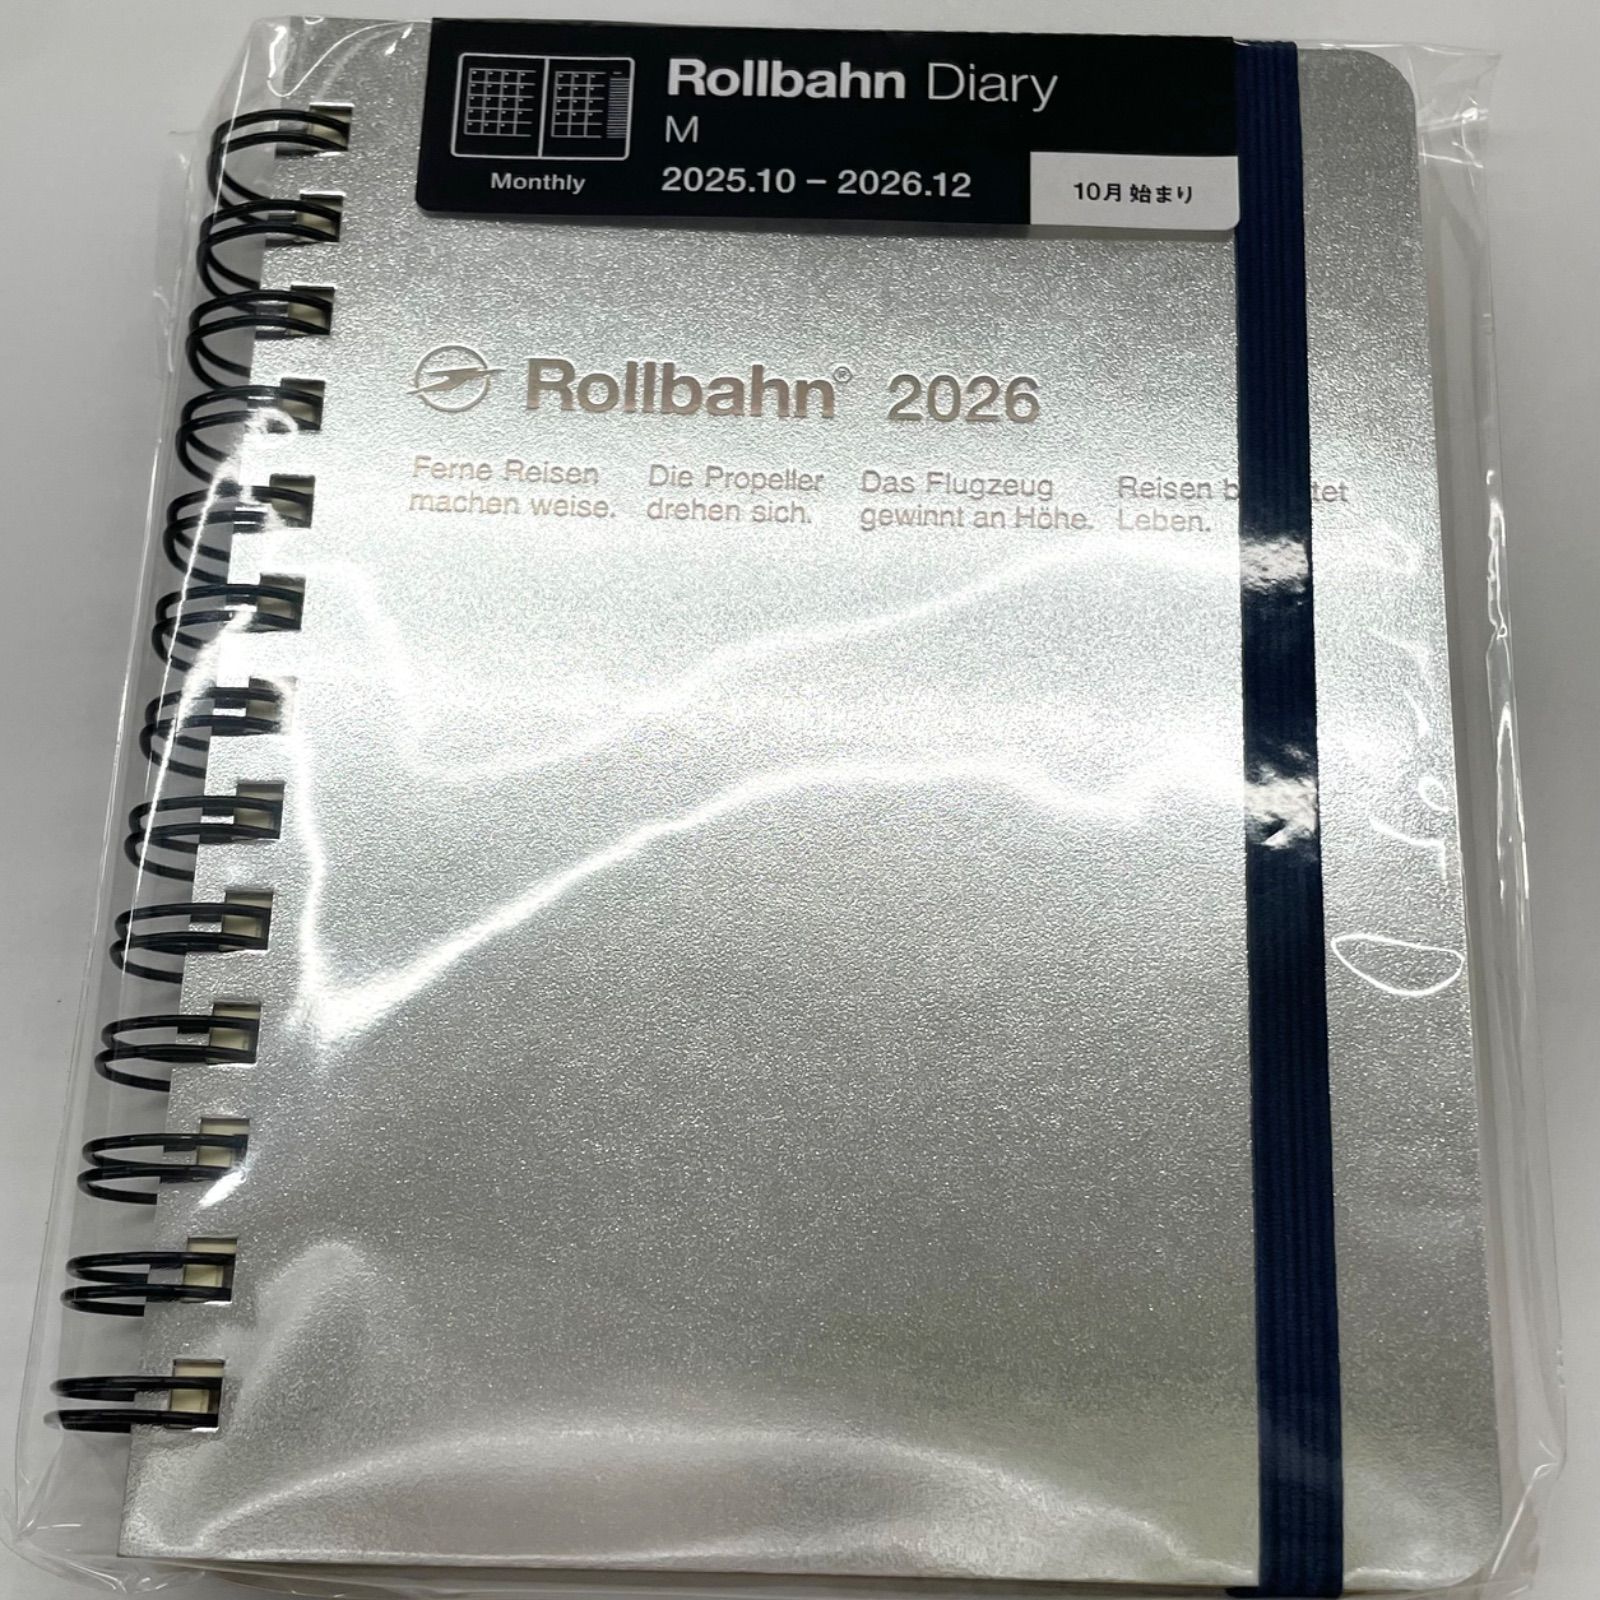 Rollbahn Diary
M
Monthly
2025.10 – 2026.12
10月始まり
Rollbahn® 2026
Ferne Reisen
machen weise.
Die Propeller
drehen sich.
Das Flugzeug
gewinnt an Höhe.
Reisen
Leben.